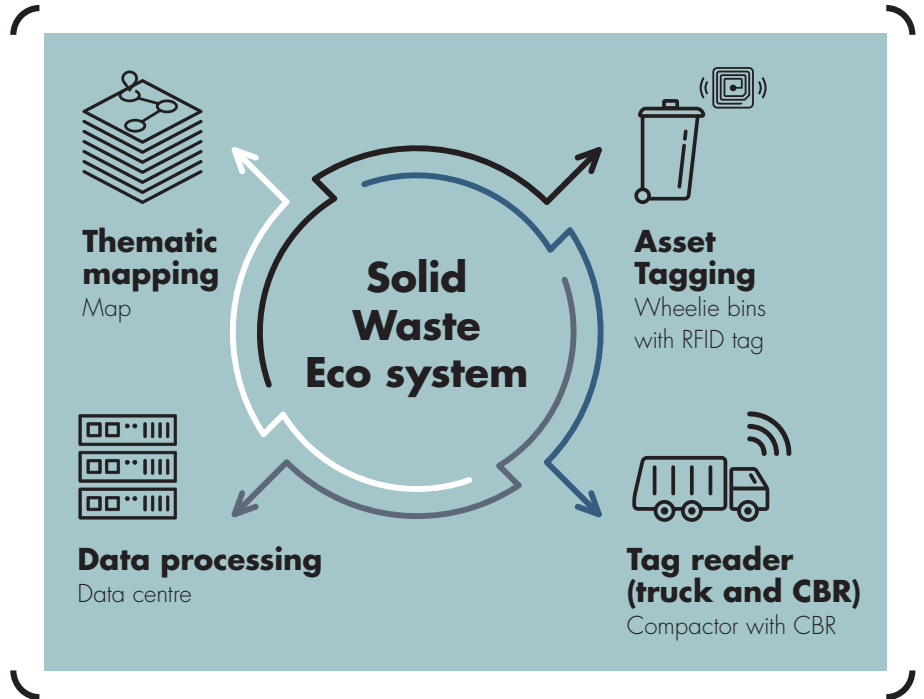 Thematic
mapping
Map
Asset
Tagging
Wheelie bins
with RFID tag
Solid
Waste
Eco system
Data processing
Data centre
Tag reader
(truck and CBR)
Compactor with CBR